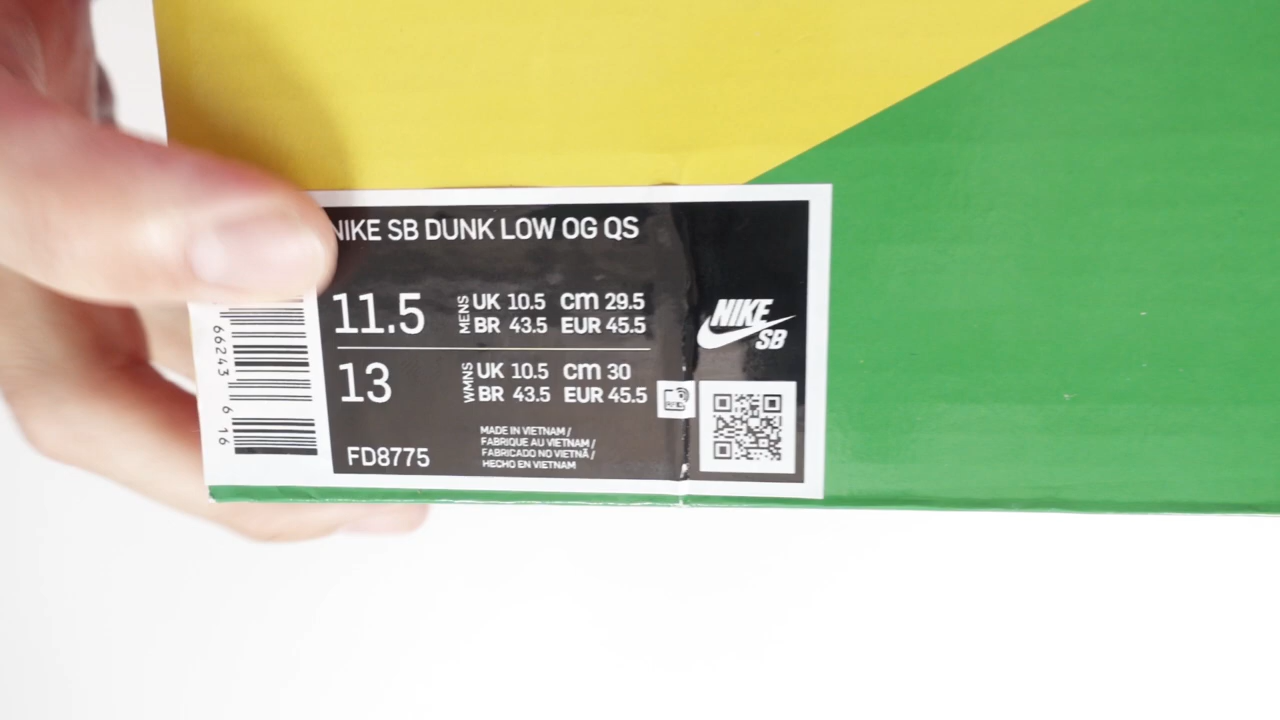 NIKE SB DUNK LOW OG QS
11.5 MENS UK 10.5 cm 29.5
BR 43.5 EUR 45.5
13 WMNS UK 10.5 cm 30
BR 43.5 EUR 45.5
FD8775
MADE IN VIETNAM /
FABRIQUE AU VIETNAM /
FABRICADO NO VIETNÃ /
HECHO EN VIETNAM
NIKE
SB
RFID
66243 6 16